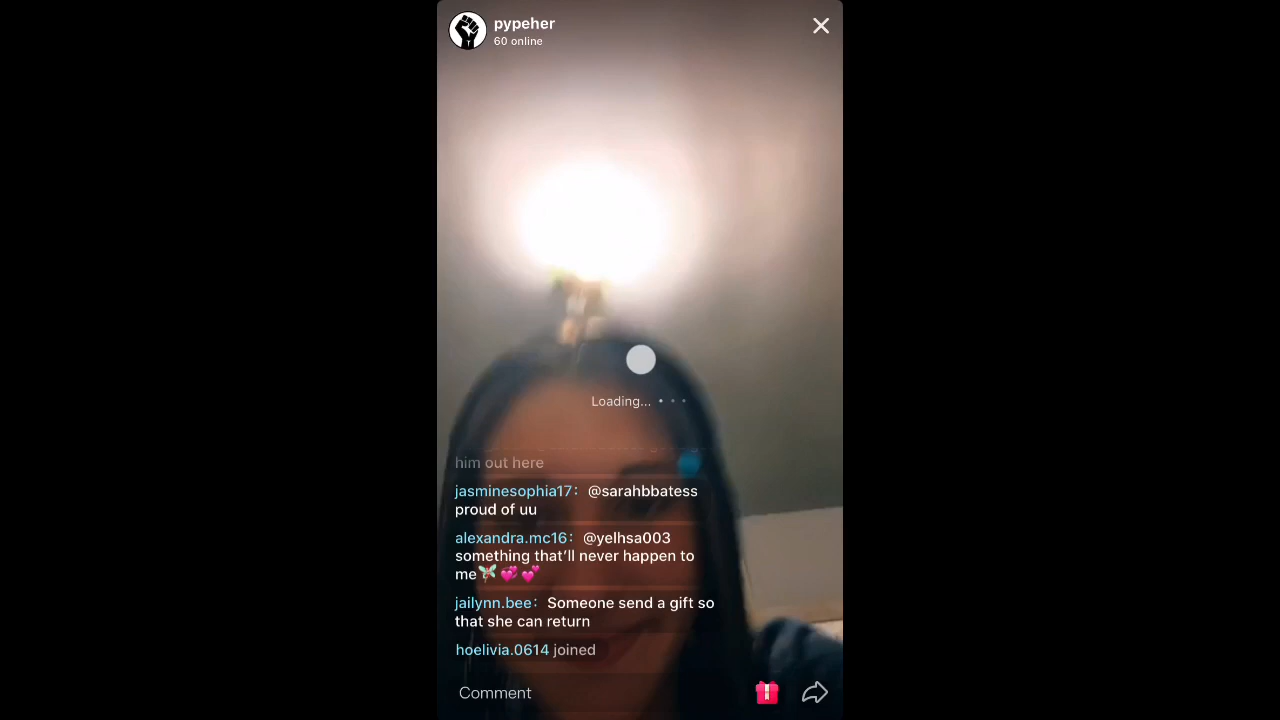 pypeher
60 online
Loading...
him out here
jasminesophia17: @sarahbbatess
proud of uu
alexandra.mc16: @yelhsa003
something that'll never happen to
me🧚💞💕
jailynn.bee: Someone send a gift so
that she can return
hoelivia.0614 joined
Comment